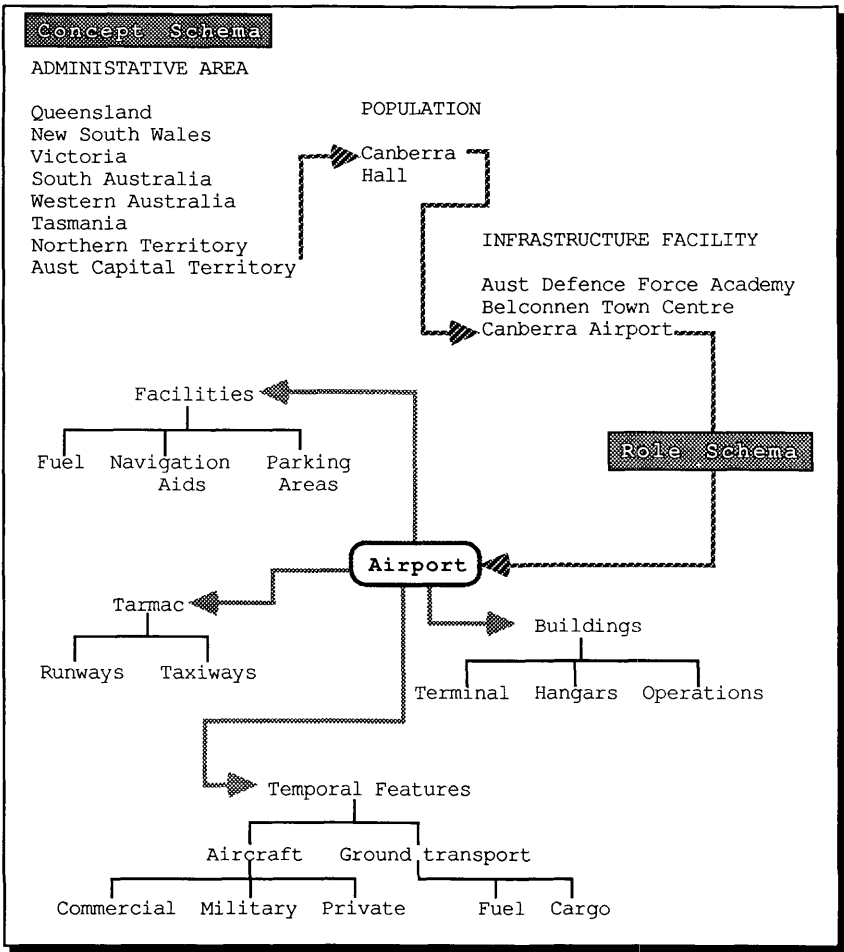 Concept Schema
ADMINISTATIVE AREA
Queensland
New South Wales
Victoria
South Australia
Western Australia
Tasmania
Northern Territory
Aust Capital Territory
POPULATION
Canberra
Hall
INFRASTRUCTURE FACILITY
Aust Defence Force Academy
Belconnen Town Centre
Canberra Airport
Role Schema
Facilities
Fuel
Navigation
Aids
Parking
Areas
Airport
Tarmac
Runways
Taxiways
Buildings
Terminal
Hangars
Operations
Temporal Features
Aircraft
Ground transport
Commercial
Military
Private
Fuel
Cargo